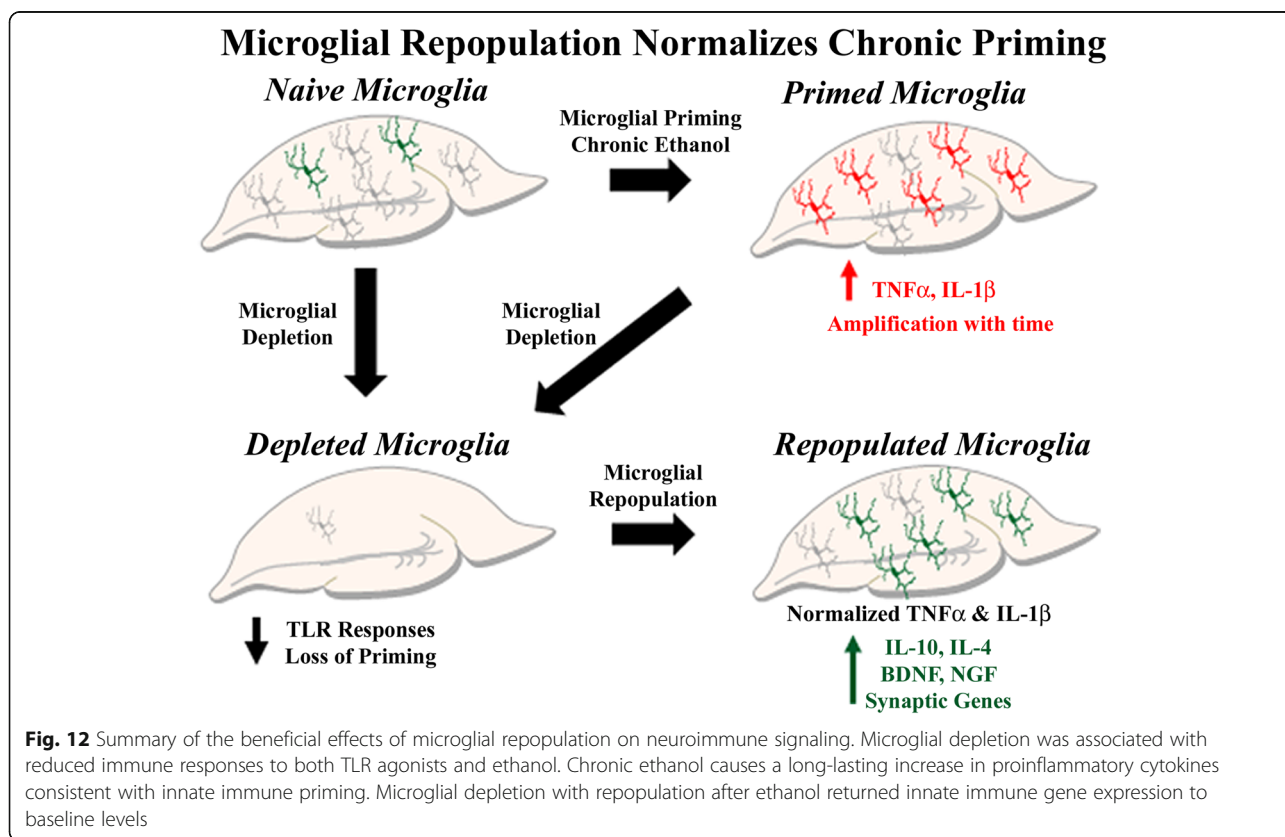 Microglial Repopulation Normalizes Chronic Priming
Naive Microglia
Microglial Priming
Chronic Ethanol
Primed Microglia
TNFα, IL-1β
Amplification with time
Microglial
Depletion
Microglial
Depletion
Depleted Microglia
TLR Responses
Loss of Priming
Microglial
Repopulation
Repopulated Microglia
Normalized TNFα & IL-1β
IL-10, IL-4
BDNF, NGF
Synaptic Genes
Fig. 12 Summary of the beneficial effects of microglial repopulation on neuroimmune signaling. Microglial depletion was associated with
reduced immune responses to both TLR agonists and ethanol. Chronic ethanol causes a long-lasting increase in proinflammatory cytokines
consistent with innate immune priming. Microglial depletion with repopulation after ethanol returned innate immune gene expression to
baseline levels